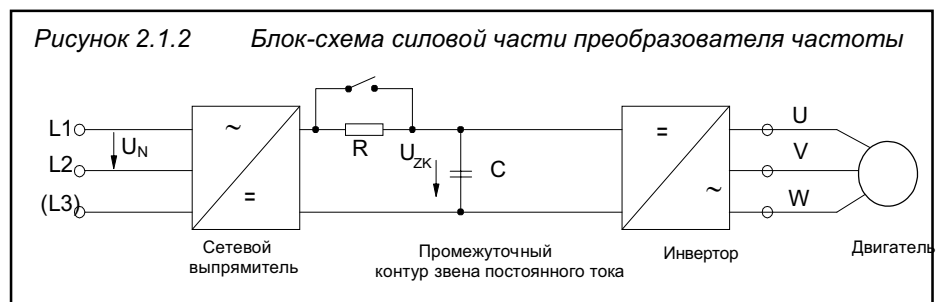 Рисунок 2.1.2 Блок-схема силовой части преобразователя частоты
L1
L2
(L3)
U_N
~
=
R
U_ZK
C
=
~
U
V
W
Сетевой
выпрямитель
Промежуточный
контур звена постоянного тока
Инвертор
Двигатель